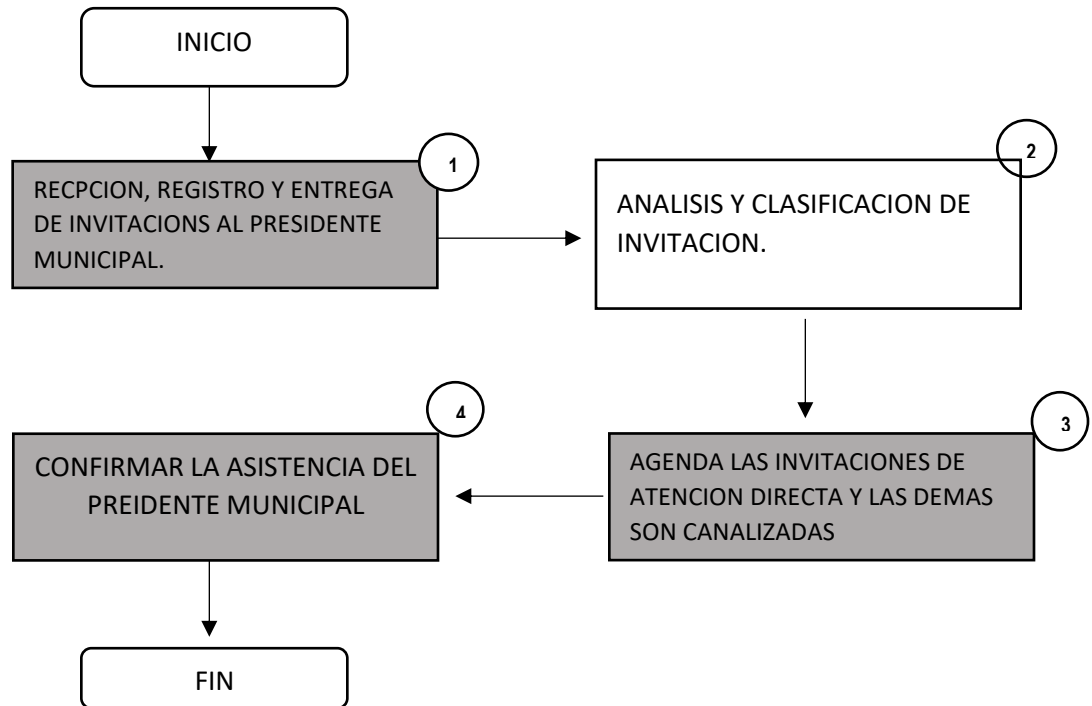 INICIO
1
RECPCION, REGISTRO Y ENTREGA
DE INVITACIONS AL PRESIDENTE
MUNICIPAL.
2
ANALISIS Y CLASIFICACION DE
INVITACION.
3
AGENDA LAS INVITACIONES DE
ATENCION DIRECTA Y LAS DEMAS
SON CANALIZADAS
4
CONFIRMAR LA ASISTENCIA DEL
PREIDENTE MUNICIPAL
FIN